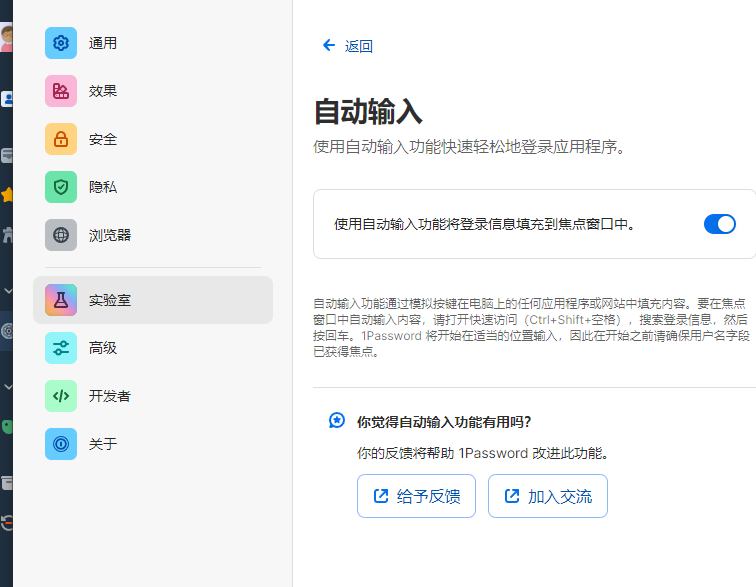 通用
效果
安全
隐私
浏览器
实验室
高级
开发者
关于
返回
自动输入
使用自动输入功能快速轻松地登录应用程序。
使用自动输入功能将登录信息填充到焦点窗口中。
自动输入功能通过模拟按键在电脑上的任何应用程序或网站中填充内容。要在焦点
窗口中自动输入内容，请打开快速访问（Ctrl+Shift+空格），搜索登录信息，然后
按回车。1Password 将开始在适当的位置输入，因此在开始之前请确保用户名字段
已获得焦点。
你觉得自动输入功能有用吗？
你的反馈将帮助 1Password 改进此功能。
给予反馈
加入交流